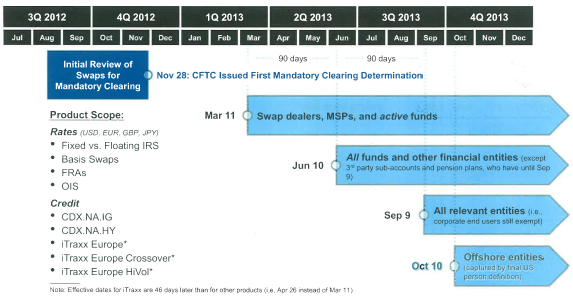 3Q 2012 4Q 2012 1Q 2013 2Q 2013 3Q 2013 4Q 2013
Jul Aug Sep Oct Nov Dec Jan Feb Mar Apr May Jun Jul Aug Sep Oct Nov Dec
90 days 90 days
Initial Review of
Swaps for
Mandatory Clearing
Nov 28: CFTC Issued First Mandatory Clearing Determination
Product Scope:
Rates (USD, EUR, GBP, JPY)
• Fixed vs. Floating IRS
• Basis Swaps
• FRAs
• OIS
Credit
• CDX.NA.IG
• CDX.NA.HY
• iTraxx Europe*
• iTraxx Europe Crossover*
• iTraxx Europe HiVol*
Mar 11 Swap dealers, MSPs, and active funds
Jun 10 All funds and other financial entities (except
3rd party sub-accounts and pension plans, who have until Sep
9)
Sep 9 All relevant entities (i.e.,
corporate end users still exempt)
Oct 10 Offshore entities
(captured by final US
person definition)
Note: Effective dates for iTraxx are 46 days later than for other products (i.e, Apr 26 instead of Mar 11)